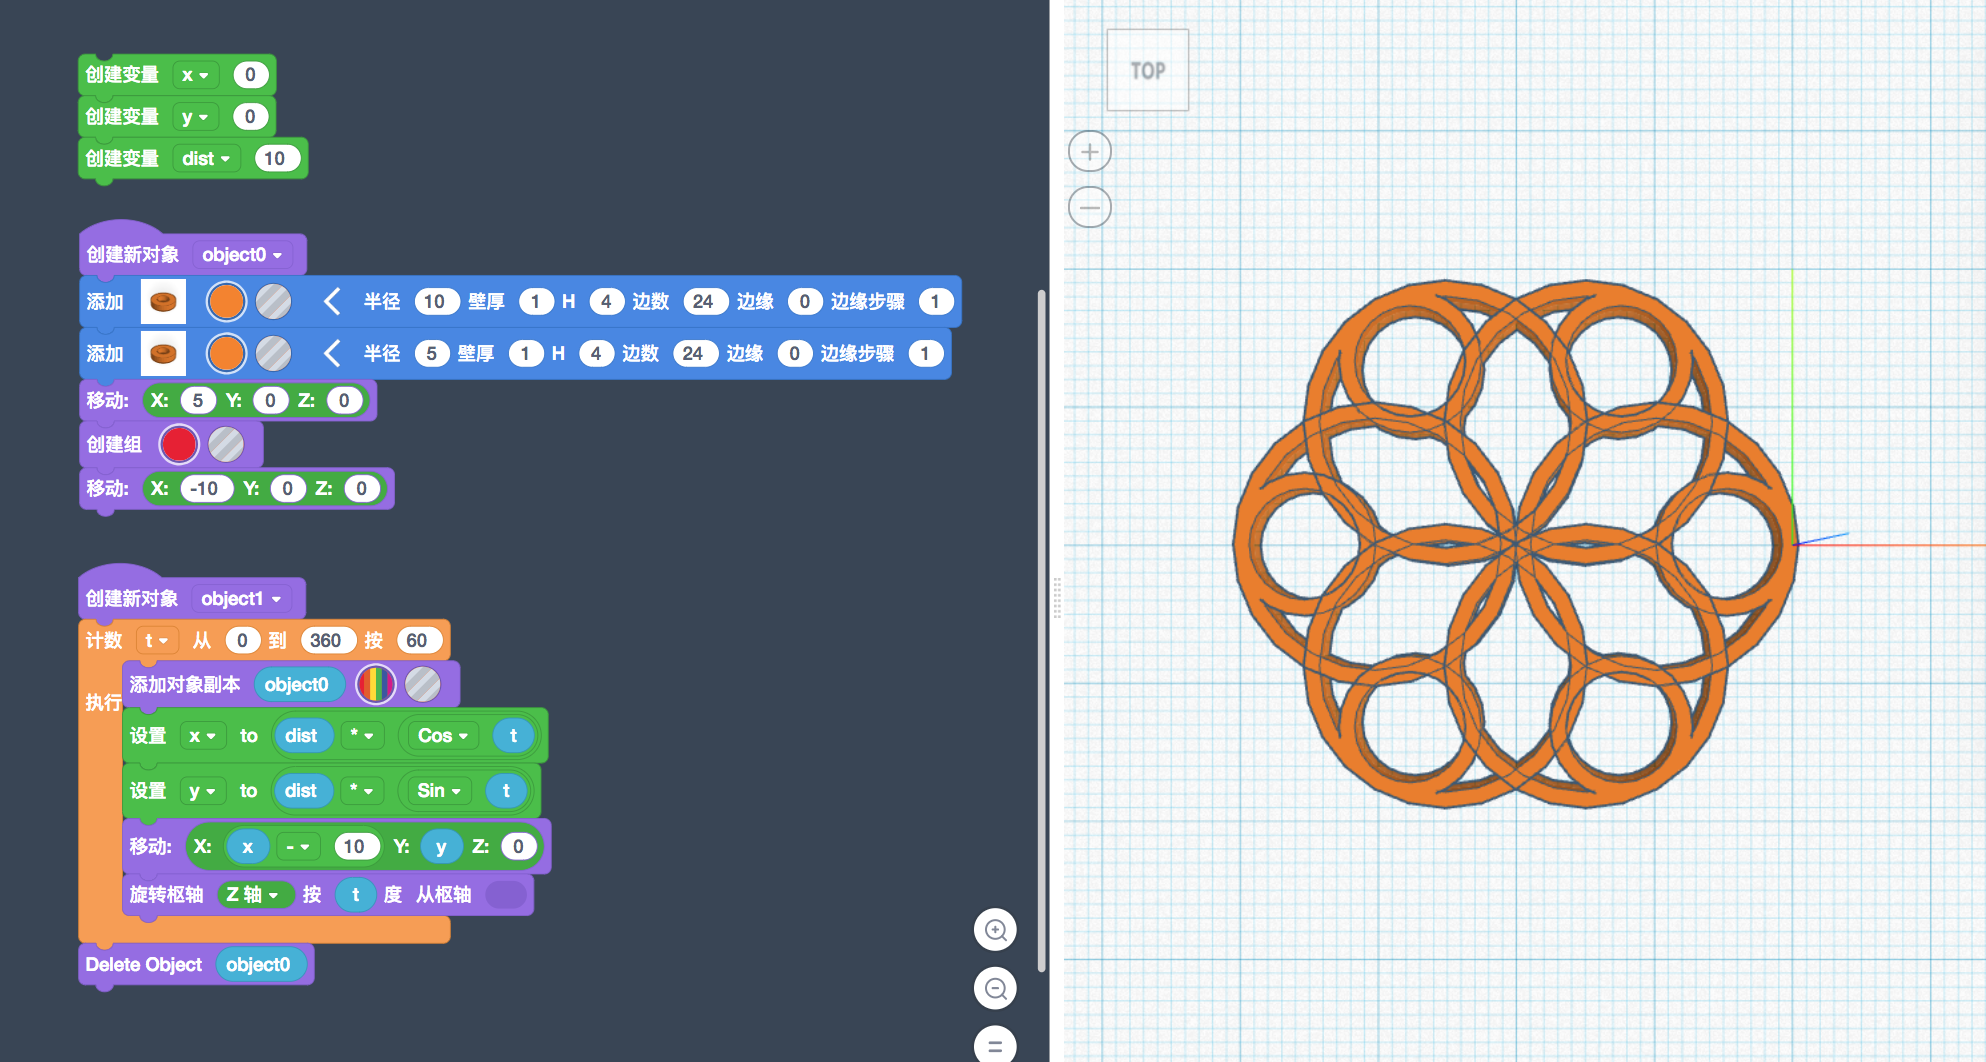 创建变量 x 0
创建变量 y 0
创建变量 dist 10
创建新对象 object0
添加 半径 10 壁厚 1 H 4 边数 24 边缘 0 边缘步骤 1
添加 半径 5 壁厚 1 H 4 边数 24 边缘 0 边缘步骤 1
移动: X: 5 Y: 0 Z: 0
创建组
移动: X: -10 Y: 0 Z: 0
创建新对象 object1
计数 t 从 0 到 360 按 60
执行
添加对象副本 object0
设置 x to dist * Cos t
设置 y to dist * Sin t
移动: X: x - 10 Y: y Z: 0
旋转枢轴 Z 轴 按 t 度 从枢轴
Delete Object object0
TOP